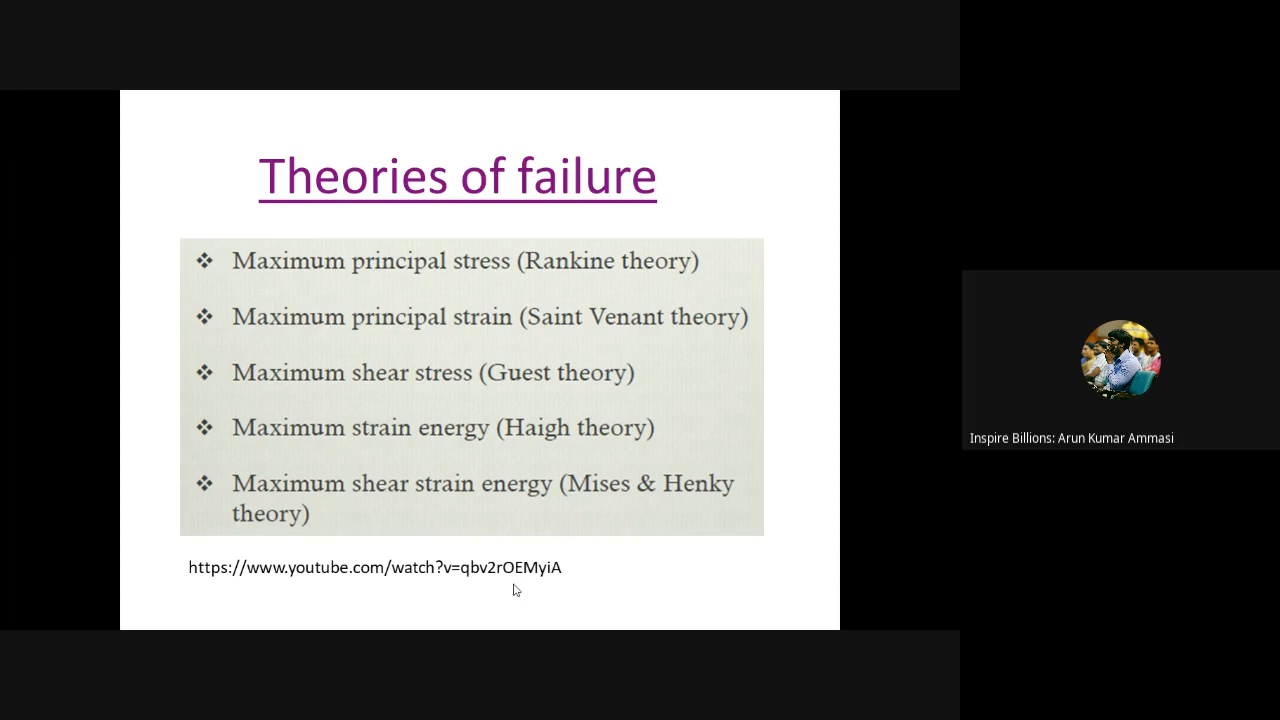 Theories of failure
❖ Maximum principal stress (Rankine theory)
❖ Maximum principal strain (Saint Venant theory)
❖ Maximum shear stress (Guest theory)
❖ Maximum strain energy (Haigh theory)
❖ Maximum shear strain energy (Mises & Henky
theory)
https://www.youtube.com/watch?v=qbv2rOEMyiA
Inspire Billions: Arun Kumar Ammasi